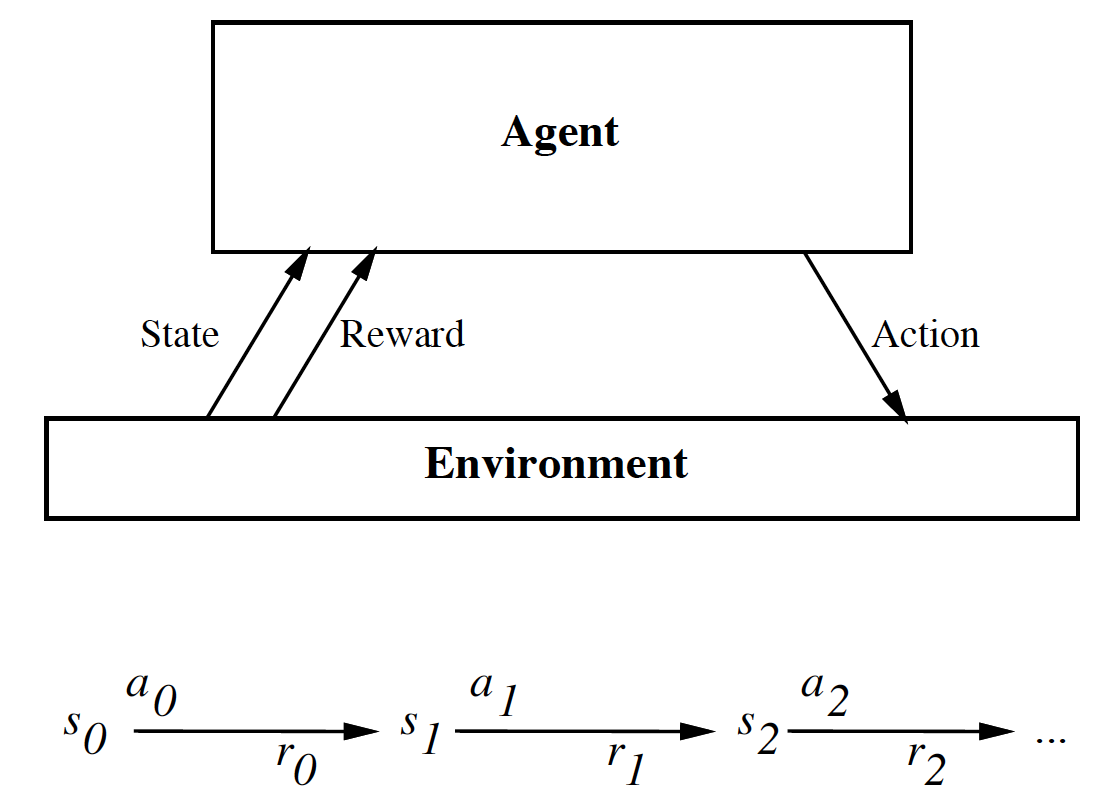 Agent
State Reward Action
Environment
a0 a1 a2
s0 s1 s2 ...
r0 r1 r2